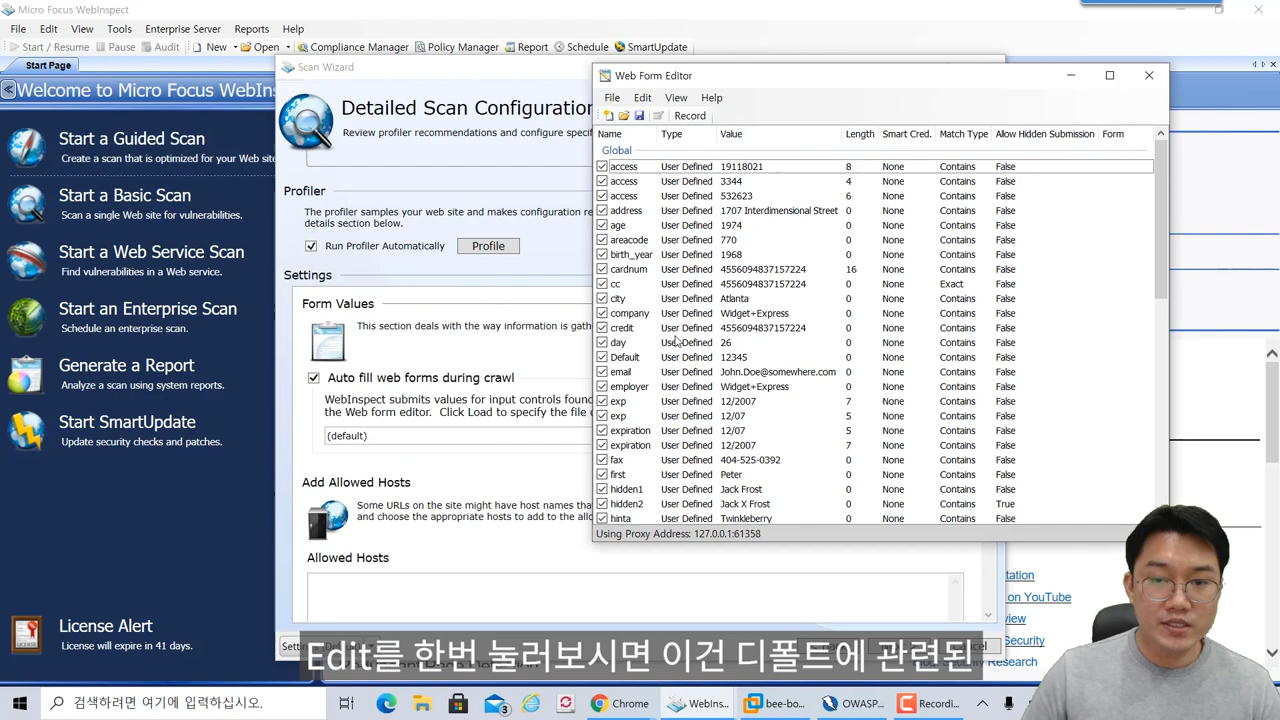 Micro Focus WebInspect
File Edit View Tools Enterprise Server Reports Help
Start / Resume Pause Audit New Open Compliance Manager Policy Manager Report Schedule SmartUpdate
Start Page
Welcome to Micro Focus WebIns
Start a Guided Scan
Create a scan that is optimized for your Web site
Start a Basic Scan
Scan a single Web site for vulnerabilities.
Start a Web Service Scan
Find vulnerabilities in a Web service.
Start an Enterprise Scan
Schedule an enterprise scan.
Generate a Report
Analyze a scan using system reports.
Start SmartUpdate
Update security checks and patches.
License Alert
License will expire in 41 days.
Scan Wizard
Detailed Scan Configuration
Review profiler recommendations and configure speci
Profiler
The profiler samples your web site and makes configuration re
details section below.
Run Profiler Automatically Profile
Settings
Form Values
This section deals with the way information is gath
Auto fill web forms during crawl
WebInspect submits values for input controls found
the Web form editor. Click Load to specify the file c
(default)
Add Allowed Hosts
Some URLs on the site might have host names tha
and choose the appropriate hosts to add to the allo
Allowed Hosts
Web Form Editor
File Edit View Help
Record
Name Type Value Length Smart Cred. Match Type Allow Hidden Submission Form
Global
access User Defined 19118021 8 None Contains False
access User Defined 3344 4 None Contains False
access User Defined 532623 6 None Contains False
address User Defined 1707 Interdimensional Street 0 None Contains False
age User Defined 1974 0 None Contains False
areacode User Defined 770 0 None Contains False
birth_year User Defined 1968 0 None Contains False
cardnum User Defined 4556094837157224 16 None Contains False
cc User Defined 4556094837157224 0 None Exact False
city User Defined Atlanta 0 None Contains False
company User Defined Widget+Express 0 None Contains False
credit User Defined 4556094837157224 0 None Contains False
day User Defined 26 0 None Contains False
Default User Defined 12345 0 None Contains False
email User Defined John.Doe@somewhere.com 0 None Contains False
employer User Defined Widget+Express 0 None Contains False
exp User Defined 12/2007 7 None Contains False
exp User Defined 12/07 5 None Contains False
expiration User Defined 12/07 5 None Contains False
expiration User Defined 12/2007 7 None Contains False
fax User Defined 404-525-0392 0 None Contains False
first User Defined Peter 0 None Contains False
hidden1 User Defined Jack Frost 0 None Contains False
hidden2 User Defined Jack X Frost 0 None Contains True
hinta User Defined Twinkleberry 0 None Contains False
Using Proxy Address: 127.0.0.1:61358
tation
on YouTube
view
Security
Research
Edit를 한번 눌러보시면 이건 디폴트에 관련된
검색하려면 여기에 입력하십시오. 3 Chrome WebIns... bee-bo... OWASP... Recordi...